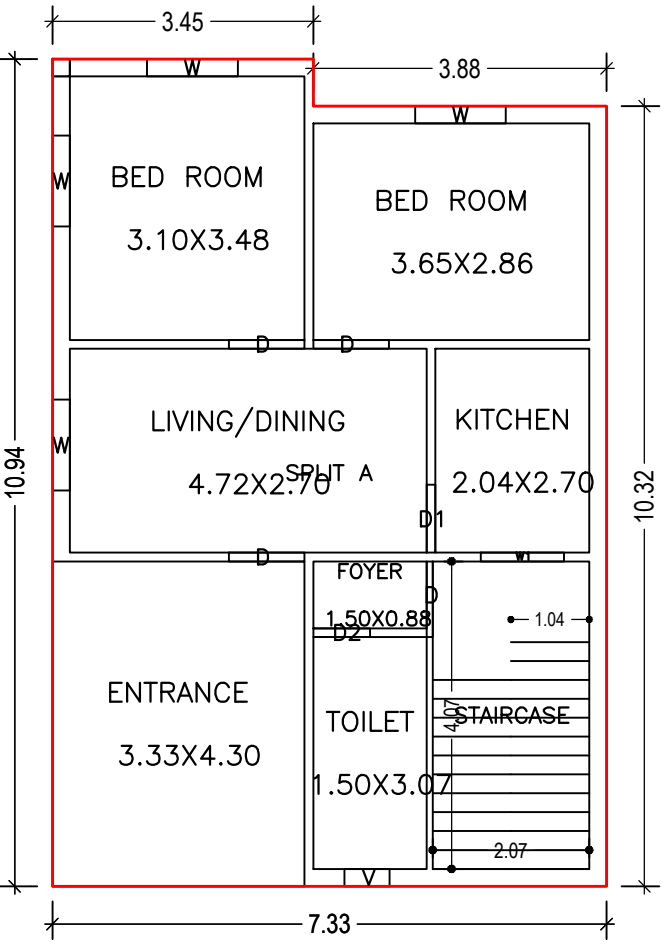 3.45
3.88
W
W
BED ROOM
3.10X3.48
W
BED ROOM
3.65X2.86
D
D
LIVING/DINING
4.72X2.70
SPLIT A
W
KITCHEN
2.04X2.70
D1
10.94
10.32
D
W
FOYER
1.50X0.88
D
D2
1.04
ENTRANCE
3.33X4.30
TOILET
1.50X3.07
4.07
STAIRCASE
2.07
V
7.33